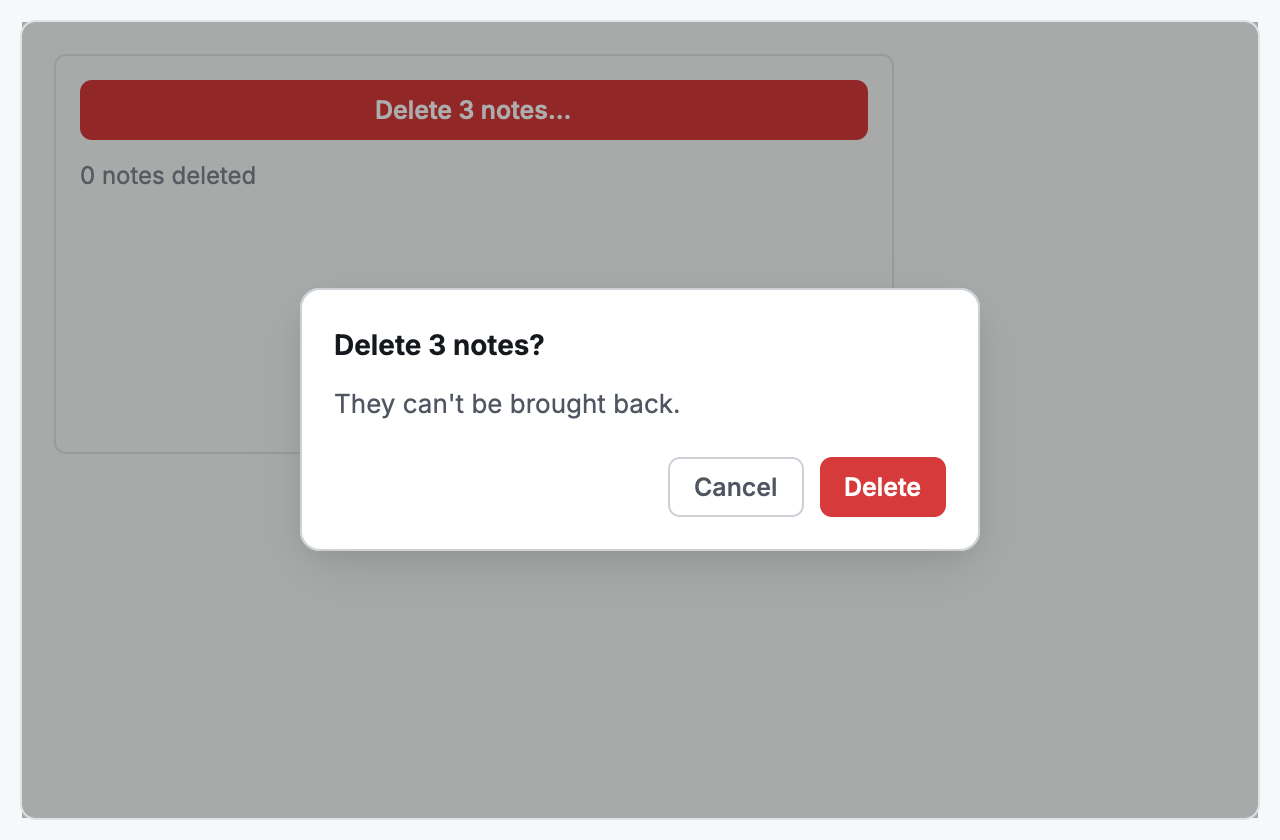 Delete 3 notes...
0 notes deleted
Delete 3 notes?
They can't be brought back.
Cancel
Delete